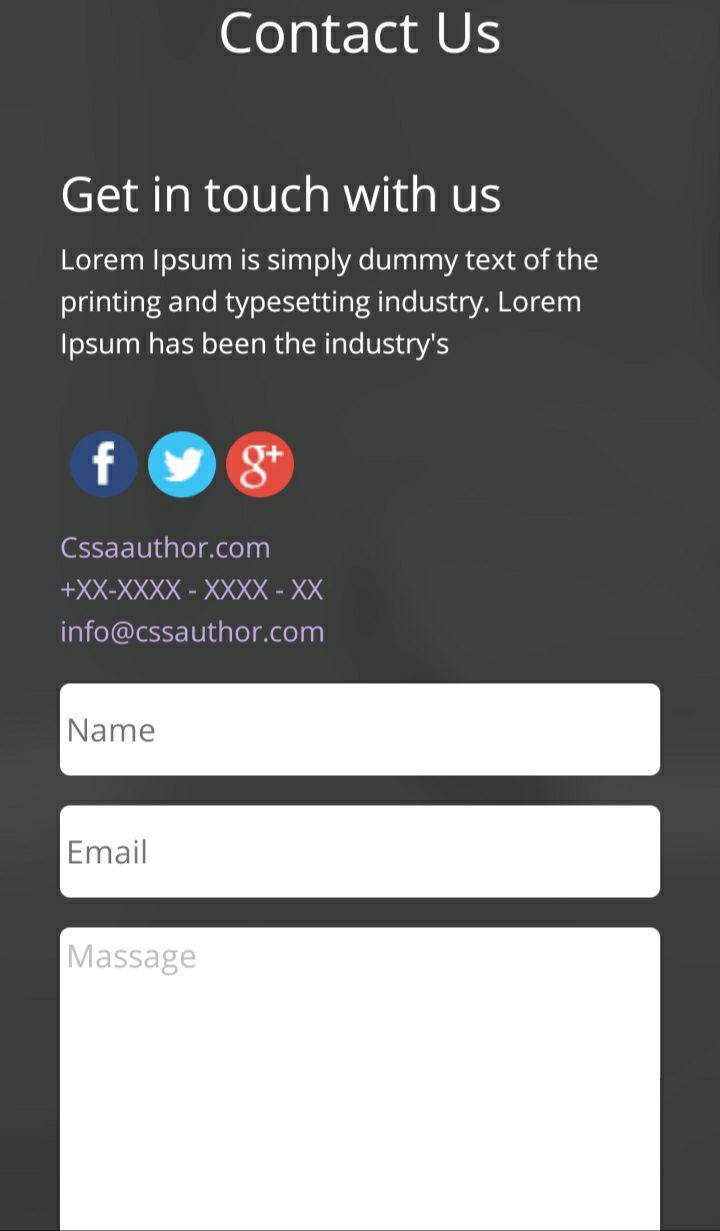 Contact Us
Get in touch with us
Lorem Ipsum is simply dummy text of the
printing and typesetting industry. Lorem
Ipsum has been the industry's
f g+
Cssaauthor.com
+XX-XXXX - XXXX - XX
info@cssauthor.com
Name
Email
Massage